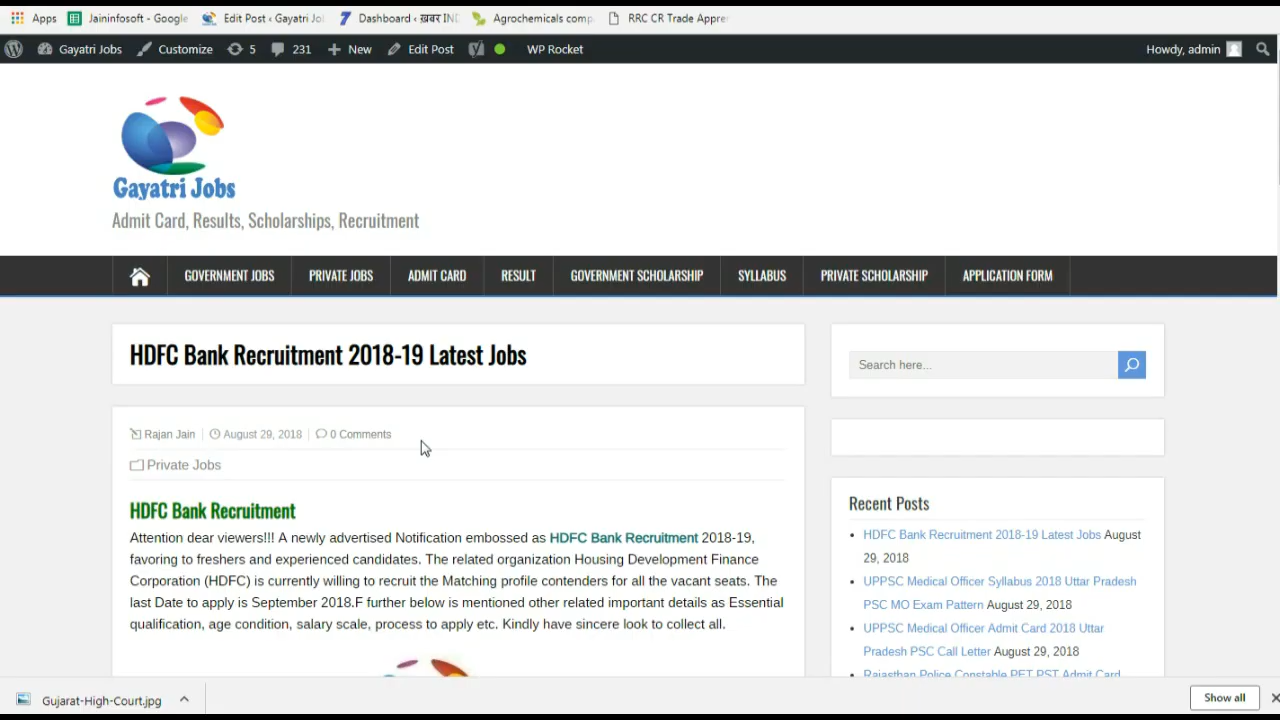 Apps Jaininfosoft - Google Edit Post ‹ Gayatri Jo Dashboard ‹ ख़बर IND Agrochemicals comp RRC CR Trade Appre
Gayatri Jobs Customize 5 231 New Edit Post WP Rocket Howdy, admin
Gayatri Jobs
Admit Card, Results, Scholarships, Recruitment
GOVERNMENT JOBS PRIVATE JOBS ADMIT CARD RESULT GOVERNMENT SCHOLARSHIP SYLLABUS PRIVATE SCHOLARSHIP APPLICATION FORM
HDFC Bank Recruitment 2018-19 Latest Jobs
Rajan Jain August 29, 2018 0 Comments
Private Jobs
HDFC Bank Recruitment
Attention dear viewers!!! A newly advertised Notification embossed as HDFC Bank Recruitment 2018-19,
favoring to freshers and experienced candidates. The related organization Housing Development Finance
Corporation (HDFC) is currently willing to recruit the Matching profile contenders for all the vacant seats. The
last Date to apply is September 2018.F further below is mentioned other related important details as Essential
qualification, age condition, salary scale, process to apply etc. Kindly have sincere look to collect all.
Search here...
Recent Posts
HDFC Bank Recruitment 2018-19 Latest Jobs August
29, 2018
UPPSC Medical Officer Syllabus 2018 Uttar Pradesh
PSC MO Exam Pattern August 29, 2018
UPPSC Medical Officer Admit Card 2018 Uttar
Pradesh PSC Call Letter August 29, 2018
Rajasthan Police Constable PET PST Admit Card
Gujarat-High-Court.jpg Show all